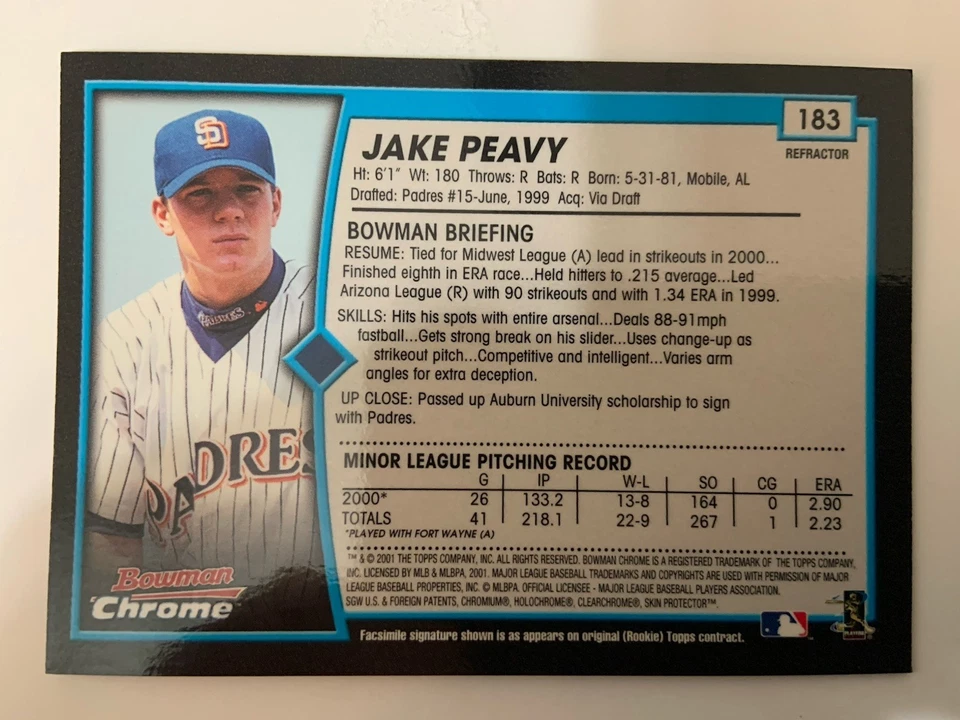 183
REFRACTOR
SD
JAKE PEAVY
Ht: 6'1" Wt: 180 Throws: R Bats: R Born: 5-31-81, Mobile, AL
Drafted: Padres #15-June, 1999 Acq: Via Draft
BOWMAN BRIEFING
RESUME: Tied for Midwest League (A) lead in strikeouts in 2000...
Finished eighth in ERA race...Held hitters to .215 average...Led
Arizona League (R) with 90 strikeouts and with 1.34 ERA in 1999.
SKILLS: Hits his spots with entire arsenal...Deals 88-91mph
fastball...Gets strong break on his slider...Uses change-up as
strikeout pitch...Competitive and intelligent...Varies arm
angles for extra deception.
UP CLOSE: Passed up Auburn University scholarship to sign
with Padres.
PADRES
PADRES
MINOR LEAGUE PITCHING RECORD
G IP W-L SO CG ERA
2000* 26 133.2 13-8 164 0 2.90
TOTALS 41 218.1 22-9 267 1 2.23
*PLAYED WITH FORT WAYNE (A)
™ & © 2001 THE TOPPS COMPANY, INC. ALL RIGHTS RESERVED. BOWMAN CHROME IS A REGISTERED TRADEMARK OF THE TOPPS COMPANY,
INC. LICENSED BY MLB & MLBPA, 2001. MAJOR LEAGUE BASEBALL TRADEMARKS AND COPYRIGHTS ARE USED WITH PERMISSION OF MAJOR
LEAGUE BASEBALL PROPERTIES, INC. © MLBPA. OFFICIAL LICENSEE - MAJOR LEAGUE BASEBALL PLAYERS ASSOCIATION.
SGW U.S. & FOREIGN PATENTS, CHROMIUM®, HOLOCHROME®, CLEARCHROME®, SKIN PROTECTOR™.
Bowman
Chrome™
Facsimile signature shown is as appears on original (Rookie) Topps contract.
PLAYERS